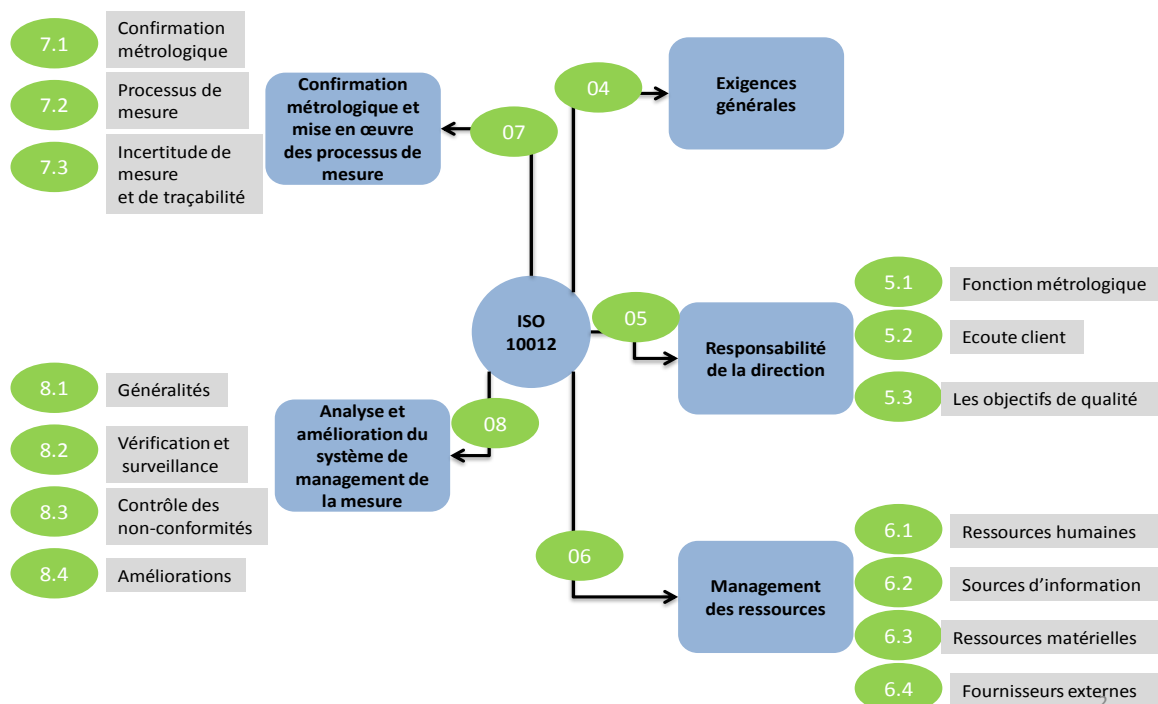 7.1
Confirmation
métrologique
7.2
Processus de
mesure
7.3
Incertitude de
mesure
et de traçabilité
Confirmation
métrologique et
mise en œuvre
des processus de
mesure
07
04
Exigences
générales
ISO
10012
05
Responsabilité
de la direction
5.1
Fonction métrologique
5.2
Ecoute client
5.3
Les objectifs de qualité
8.1
Généralités
8.2
Vérification et
surveillance
8.3
Contrôle des
non-conformités
8.4
Améliorations
Analyse et
amélioration du
système de
management de
la mesure
08
06
Management
des ressources
6.1
Ressources humaines
6.2
Sources d’information
6.3
Ressources matérielles
6.4
Fournisseurs externes